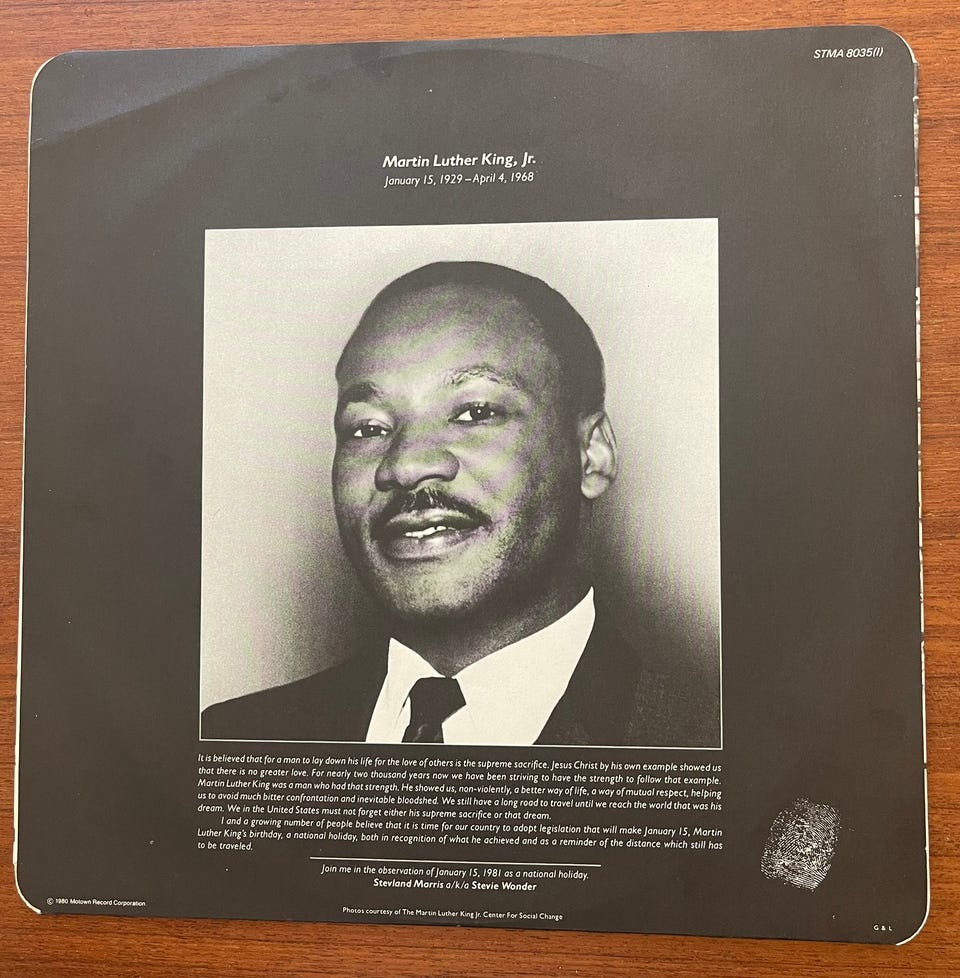 STMA 8035(I)
Martin Luther King, Jr.
January 15, 1929 – April 4, 1968
It is believed that for a man to lay down his life for the love of others is the supreme sacrifice. Jesus Christ by his own example showed us
that there is no greater love. For nearly two thousand years now we have been striving to have the strength to follow that example.
Martin Luther King was a man who had that strength. He showed us, non-violently, a better way of life, a way of mutual respect, helping
us to avoid much bitter confrontation and inevitable bloodshed. We still have a long road to travel until we reach the world that was his
dream. We in the United States must not forget either his supreme sacrifice or that dream.
I and a growing number of people believe that it is time for our country to adopt legislation that will make January 15, Martin
Luther King's birthday, a national holiday, both in recognition of what he achieved and as a reminder of the distance which still has
to be traveled.
Join me in the observation of January 15, 1981 as a national holiday.
Stevland Morris a/k/a Stevie Wonder
© 1980 Motown Record Corporation.
Photos courtesy of The Martin Luther King Jr. Center For Social Change
G & L